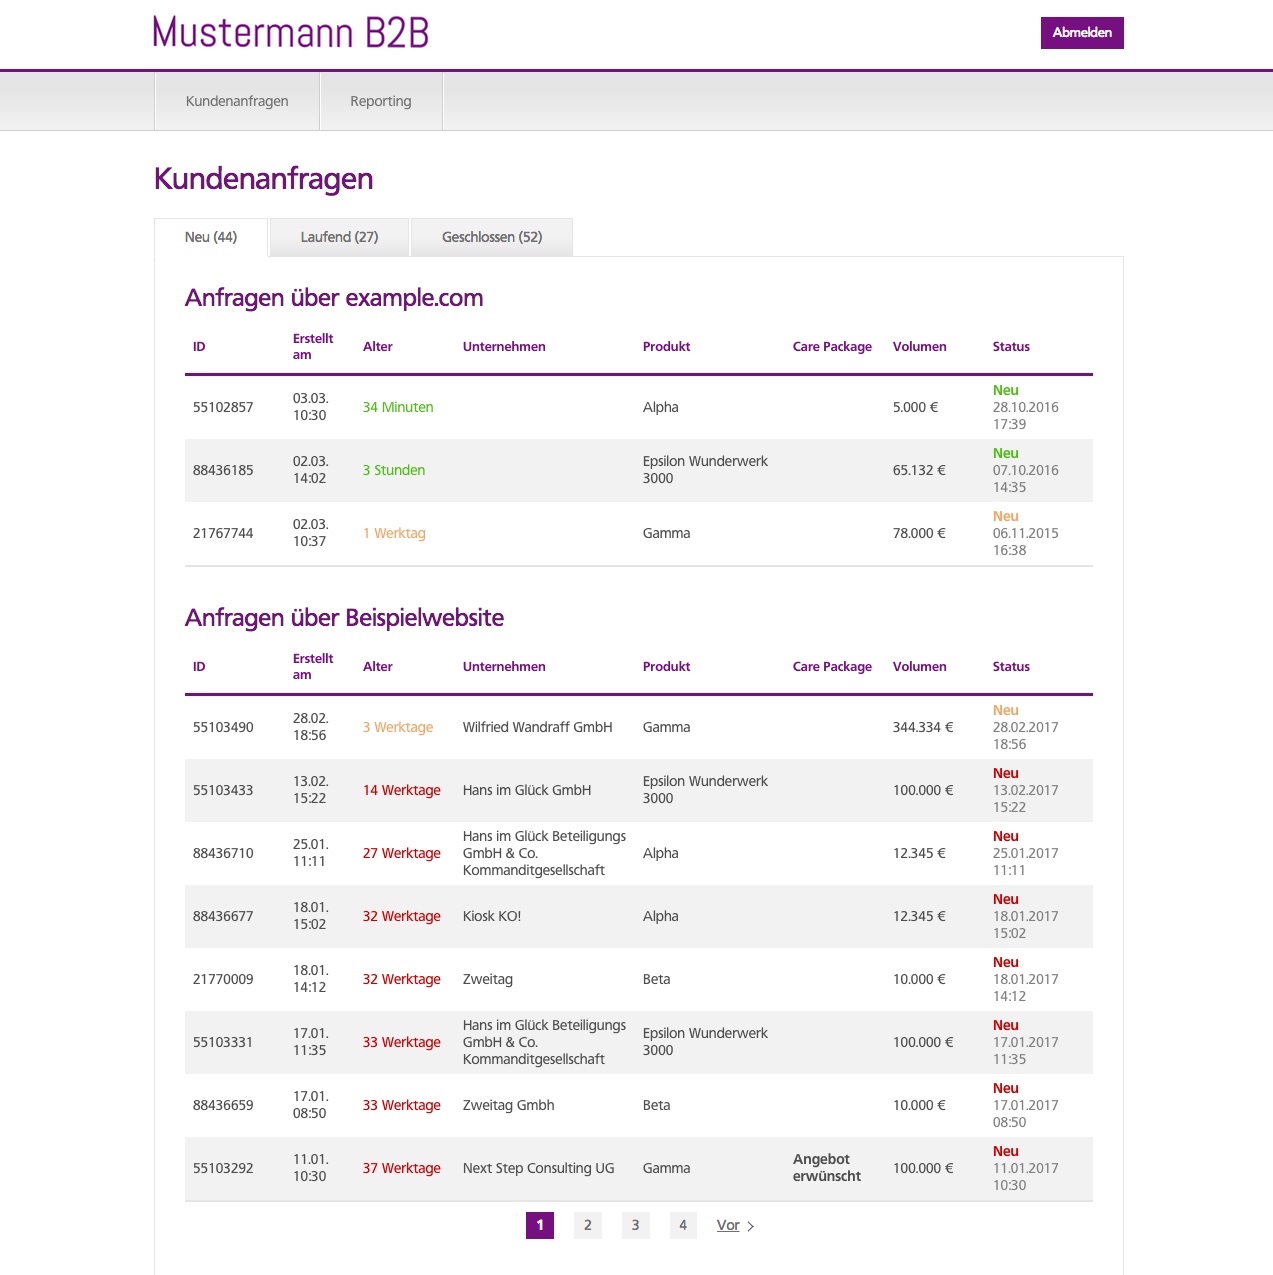 Mustermann B2B
Abmelden
Kundenanfragen Reporting
Kundenanfragen
Neu (44) Laufend (27) Geschlossen (52)
Anfragen über example.com
ID Erstellt am Alter Unternehmen Produkt Care Package Volumen Status
55102857 03.03. 10:30 34 Minuten Alpha 5.000 € Neu 28.10.2016 17:39
88436185 02.03. 14:02 3 Stunden Epsilon Wunderwerk 3000 65.132 € Neu 07.10.2016 14:35
21767744 02.03. 10:37 1 Werktag Gamma 78.000 € Neu 06.11.2015 16:38
Anfragen über Beispielwebsite
ID Erstellt am Alter Unternehmen Produkt Care Package Volumen Status
55103490 28.02. 18:56 3 Werktage Wilfried Wandraff GmbH Gamma 344.334 € Neu 28.02.2017 18:56
55103433 13.02. 15:22 14 Werktage Hans im Glück GmbH Epsilon Wunderwerk 3000 100.000 € Neu 13.02.2017 15:22
88436710 25.01. 11:11 27 Werktage Hans im Glück Beteiligungs GmbH & Co. Kommanditgesellschaft Alpha 12.345 € Neu 25.01.2017 11:11
88436677 18.01. 15:02 32 Werktage Kiosk KO! Alpha 12.345 € Neu 18.01.2017 15:02
21770009 18.01. 14:12 32 Werktage Zweitag Beta 10.000 € Neu 18.01.2017 14:12
55103331 17.01. 11:35 33 Werktage Hans im Glück Beteiligungs GmbH & Co. Kommanditgesellschaft Epsilon Wunderwerk 3000 100.000 € Neu 17.01.2017 11:35
88436659 17.01. 08:50 33 Werktage Zweitag Gmbh Beta 10.000 € Neu 17.01.2017 08:50
55103292 11.01. 10:30 37 Werktage Next Step Consulting UG Gamma Angebot erwünscht 100.000 € Neu 11.01.2017 10:30
1 2 3 4 Vor